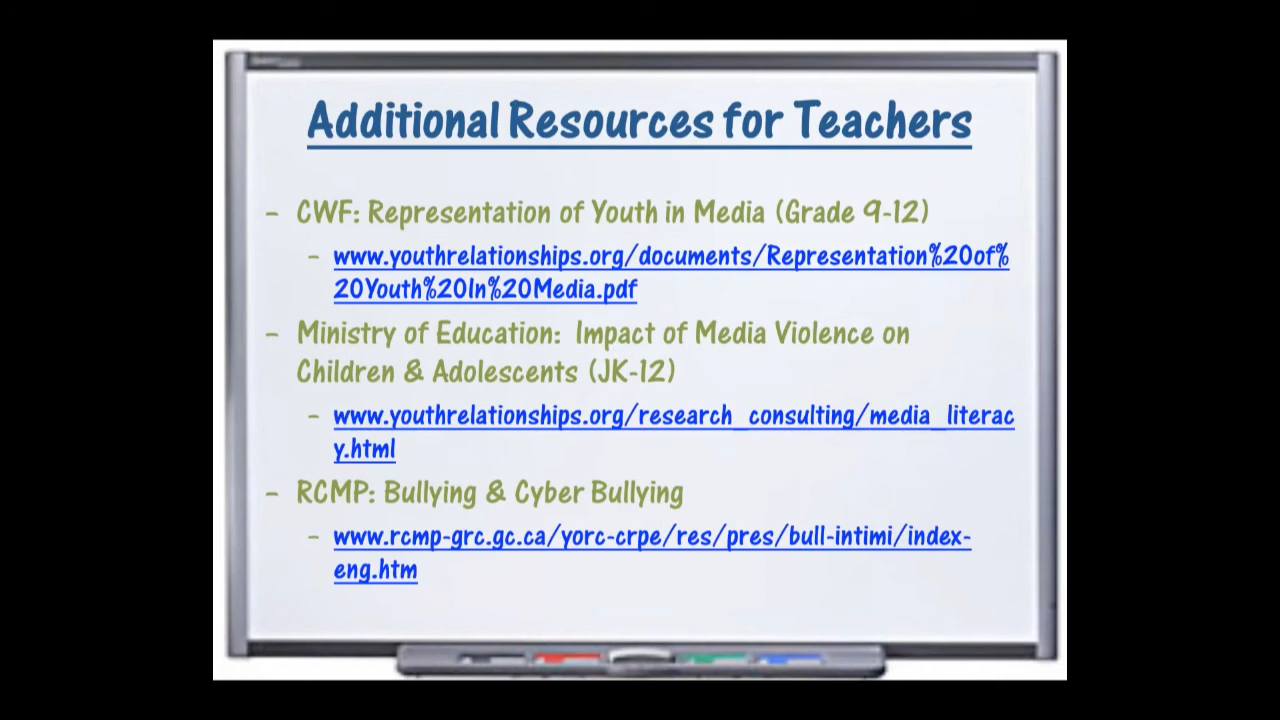 Additional Resources for Teachers
- CWF: Representation of Youth in Media (Grade 9-12)
- www.youthrelationships.org/documents/Representation%20of%
20Youth%20In%20Media.pdf
- Ministry of Education: Impact of Media Violence on
Children & Adolescents (JK-12)
- www.youthrelationships.org/research_consulting/media_literac
y.html
- RCMP: Bullying & Cyber Bullying
- www.rcmp-grc.gc.ca/yorc-crpe/res/pres/bull-intimi/index-
eng.htm